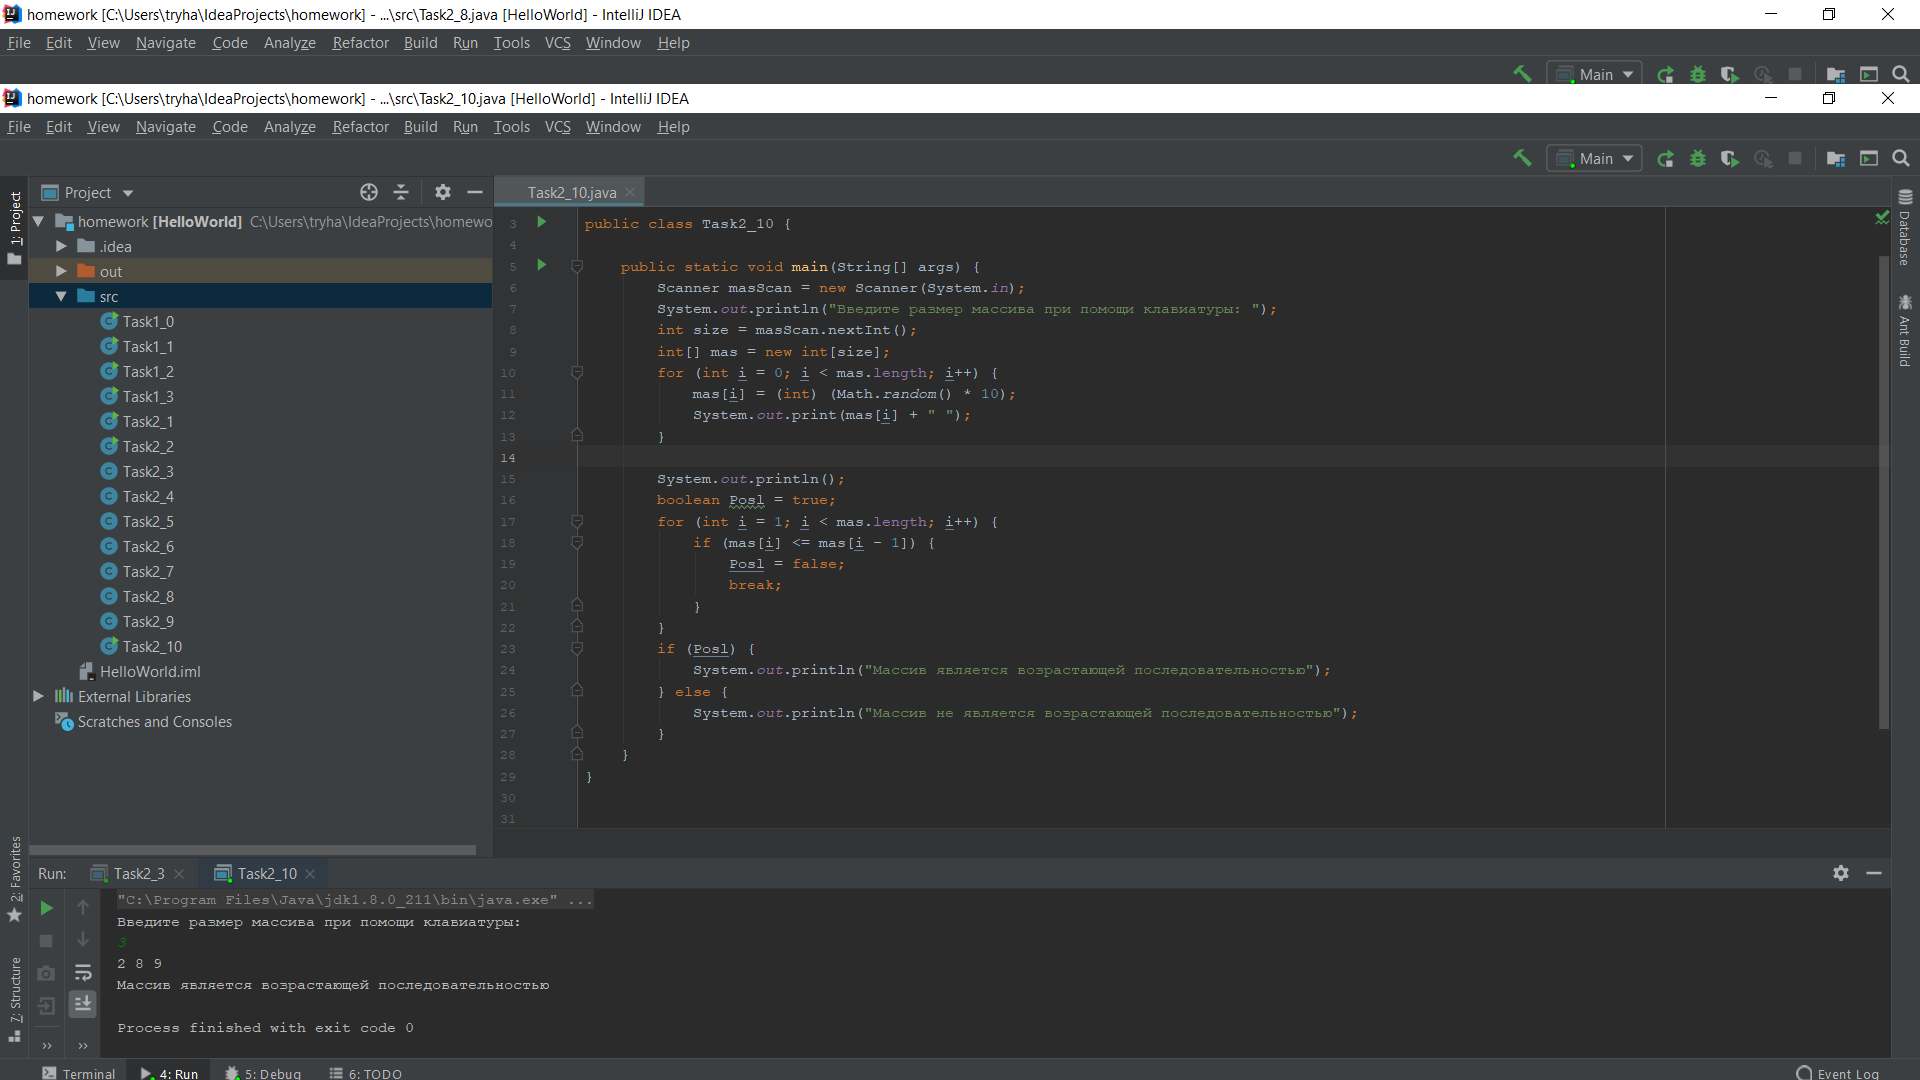 homework [C:\Users\tryha\IdeaProjects\homework] - ...\src\Task2_8.java [HelloWorld] - IntelliJ IDEA
File Edit View Navigate Code Analyze Refactor Build Run Tools VCS Window Help
Main
homework [C:\Users\tryha\IdeaProjects\homework] - ...\src\Task2_10.java [HelloWorld] - IntelliJ IDEA
File Edit View Navigate Code Analyze Refactor Build Run Tools VCS Window Help
Main
1: Project
2: Favorites
7: Structure
Project
homework [HelloWorld] C:\Users\tryha\IdeaProjects\homewo
.idea
out
src
Task1_0
Task1_1
Task1_2
Task1_3
Task2_1
Task2_2
Task2_3
Task2_4
Task2_5
Task2_6
Task2_7
Task2_8
Task2_9
Task2_10
HelloWorld.iml
External Libraries
Scratches and Consoles
Task2_10.java
3 public class Task2_10 {
4
5 public static void main(String[] args) {
6 Scanner masScan = new Scanner(System.in);
7 System.out.println("Введите размер массива при помощи клавиатуры: ");
8 int size = masScan.nextInt();
9 int[] mas = new int[size];
10 for (int i = 0; i < mas.length; i++) {
11 mas[i] = (int) (Math.random() * 10);
12 System.out.print(mas[i] + " ");
13 }
14
15 System.out.println();
16 boolean Posl = true;
17 for (int i = 1; i < mas.length; i++) {
18 if (mas[i] <= mas[i - 1]) {
19 Posl = false;
20 break;
21 }
22 }
23 if (Posl) {
24 System.out.println("Массив является возрастающей последовательностью");
25 } else {
26 System.out.println("Массив не является возрастающей последовательностью");
27 }
28 }
29 }
30
31
Database
Ant Build
Run: Task2_3 Task2_10
"C:\Program Files\Java\jdk1.8.0_211\bin\java.exe" ...
Введите размер массива при помощи клавиатуры:
3
2 8 9
Массив является возрастающей последовательностью
Process finished with exit code 0
Terminal 4: Run 5: Debug 6: TODO Event Log